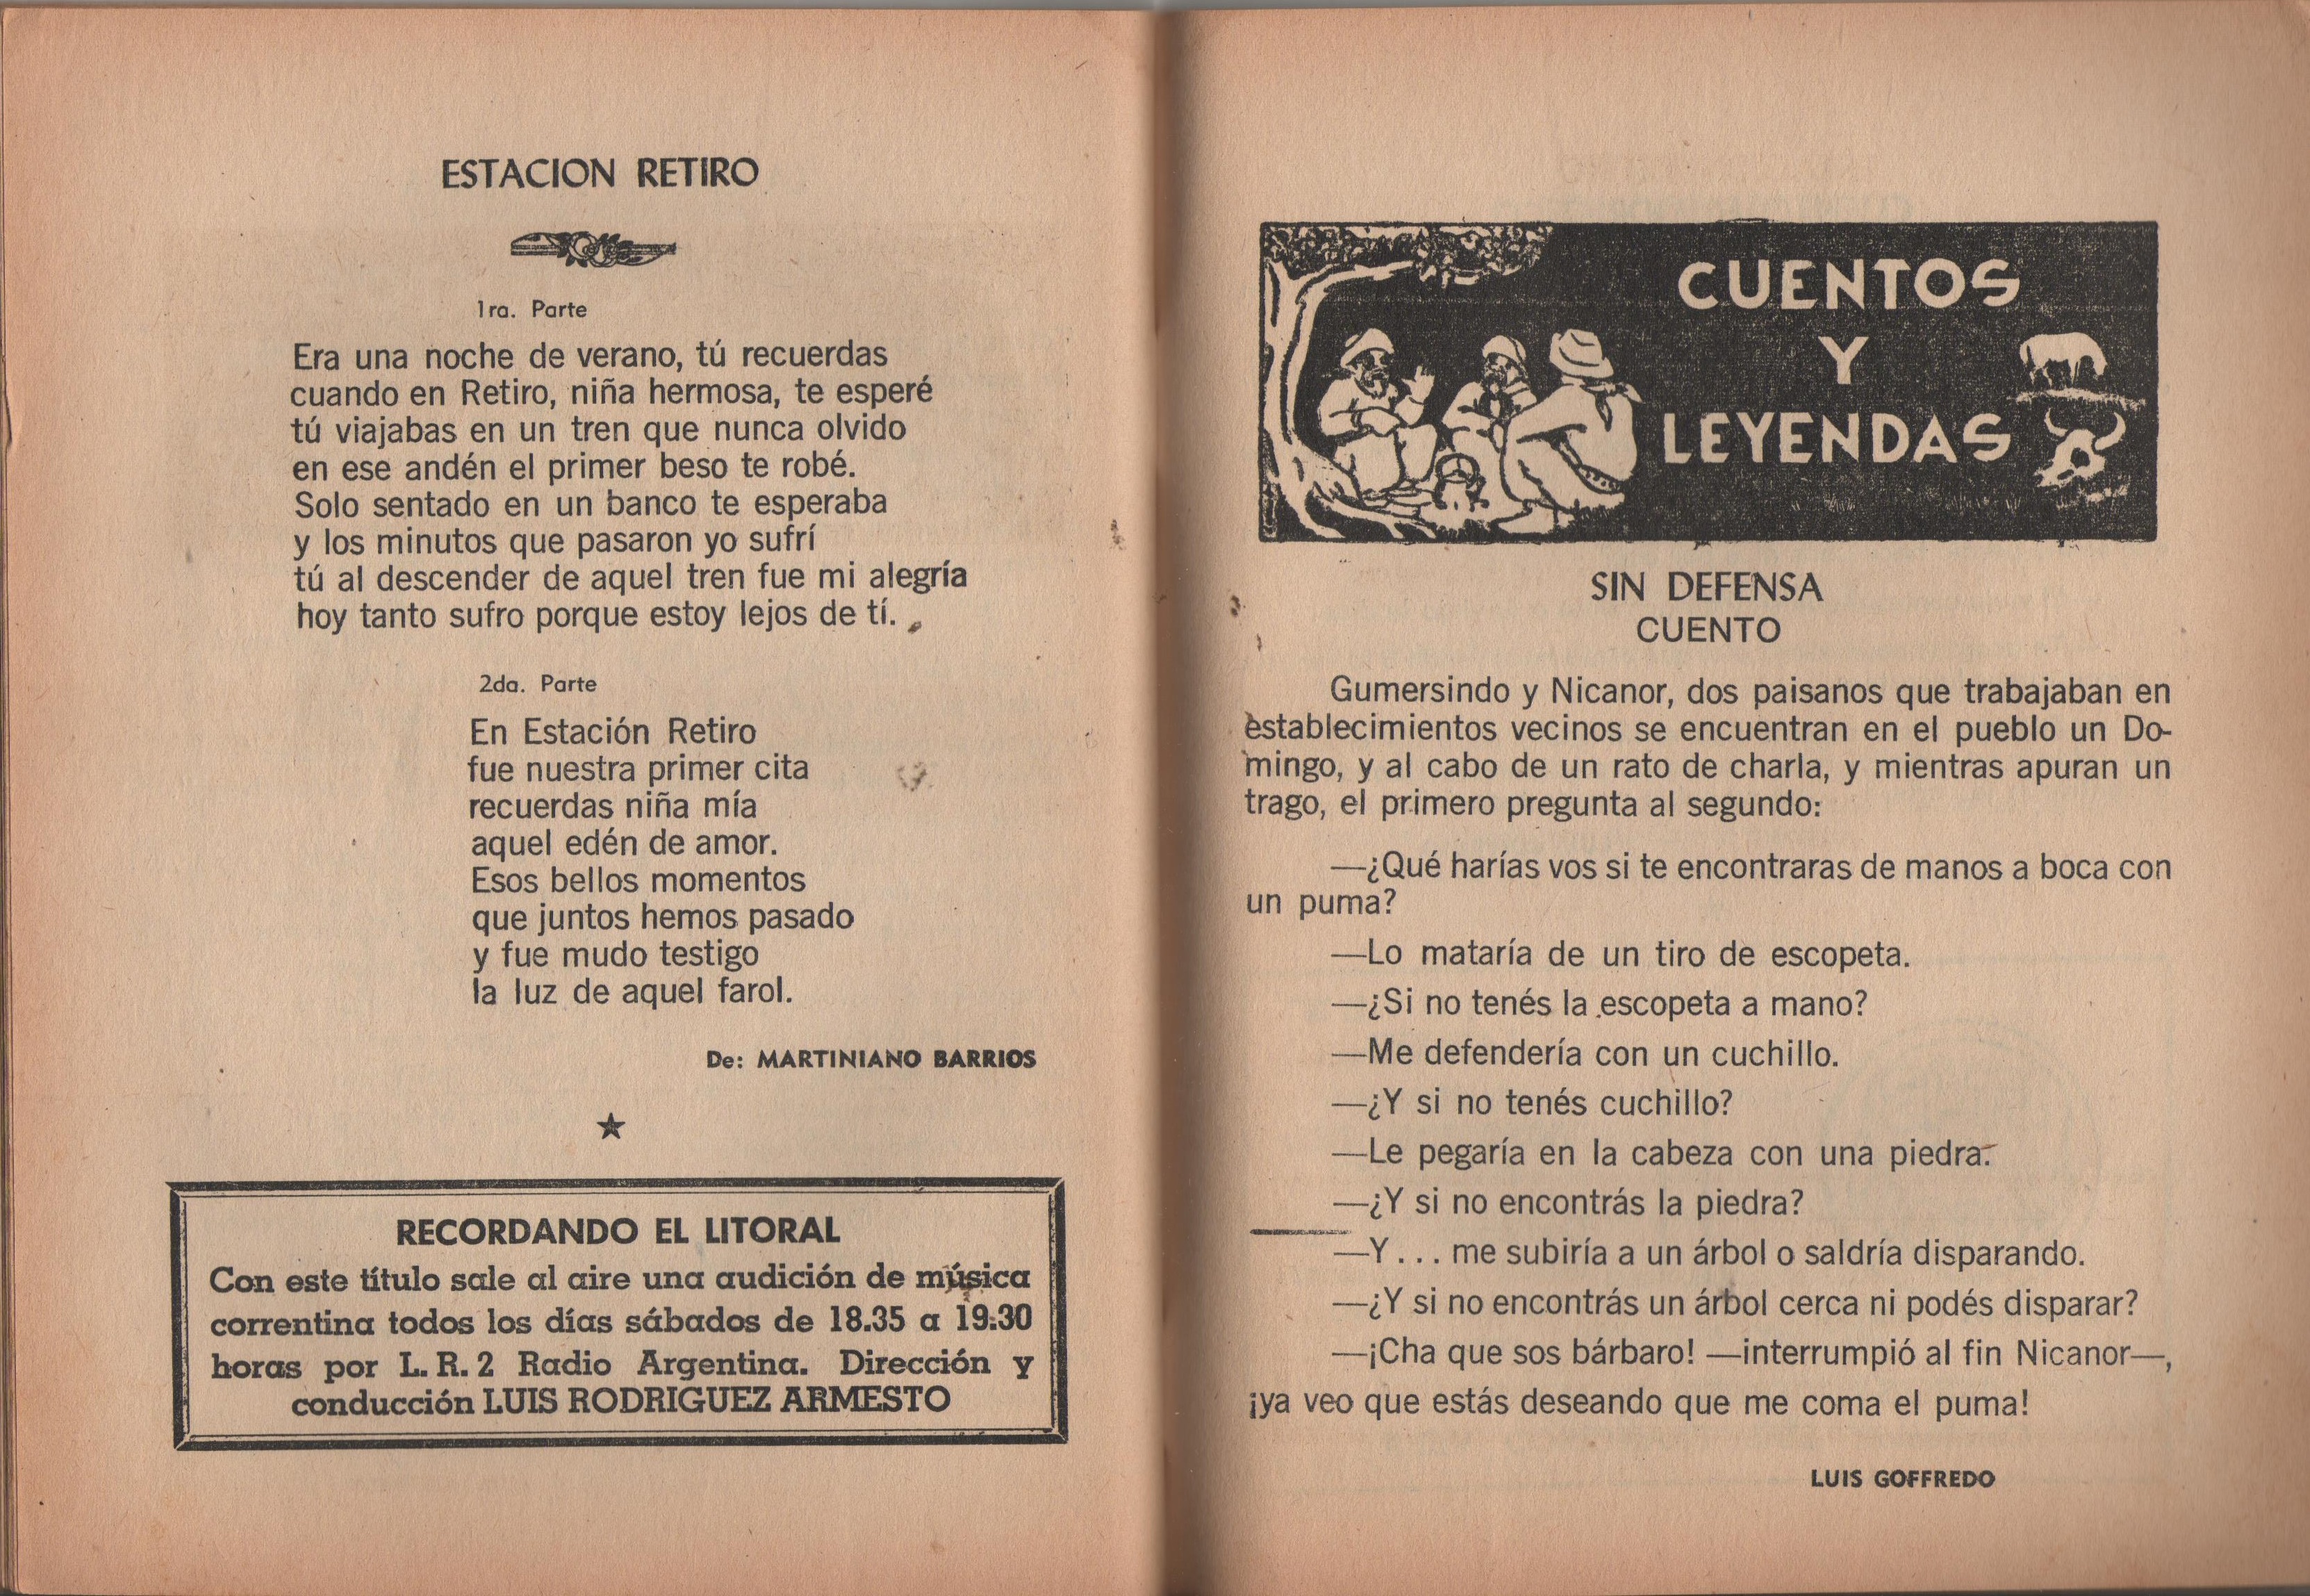 ESTACION RETIRO
1ra. Parte
Era una noche de verano, tú recuerdas
cuando en Retiro, niña hermosa, te esperé
tú viajabas en un tren que nunca olvido
en ese andén el primer beso te robé.
Solo sentado en un banco te esperaba
y los minutos que pasaron yo sufrí
tú al descender de aquel tren fue mi alegría
hoy tanto sufro porque estoy lejos de tí.
2da. Parte
En Estación Retiro
fue nuestra primer cita
recuerdas niña mía
aquel edén de amor.
Esos bellos momentos
que juntos hemos pasado
y fue mudo testigo
la luz de aquel farol.
De: MARTINIANO BARRIOS
RECORDANDO EL LITORAL
Con este título sale al aire una audición de música
correntina todos los días sábados de 18.35 a 19.30
horas por L. R. 2 Radio Argentina. Dirección y
conducción LUIS RODRIGUEZ ARMESTO
CUENTOS
Y
LEYENDAS
SIN DEFENSA
CUENTO
Gumersindo y Nicanor, dos paisanos que trabajaban en
establecimientos vecinos se encuentran en el pueblo un Do-
mingo, y al cabo de un rato de charla, y mientras apuran un
trago, el primero pregunta al segundo:
—¿Qué harías vos si te encontraras de manos a boca con
un puma?
—Lo mataría de un tiro de escopeta.
—¿Si no tenés la escopeta a mano?
—Me defendería con un cuchillo.
—¿Y si no tenés cuchillo?
—Le pegaría en la cabeza con una piedra.
—¿Y si no encontrás la piedra?
—Y... me subiría a un árbol o saldría disparando.
—¿Y si no encontrás un árbol cerca ni podés disparar?
—¡Cha que sos bárbaro! —interrumpió al fin Nicanor—,
¡ya veo que estás deseando que me coma el puma!
LUIS GOFFREDO